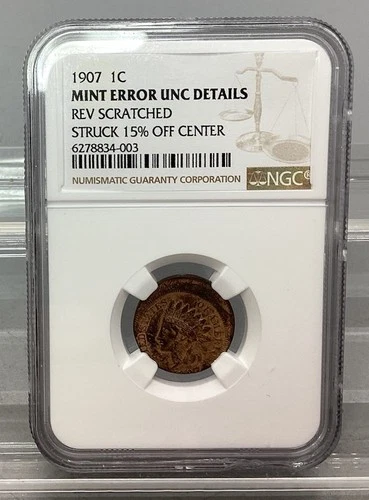 1907 1C
MINT ERROR UNC DETAILS
REV SCRATCHED
STRUCK 15% OFF CENTER
6278834-003
NUMISMATIC GUARANTY CORPORATION
NGC